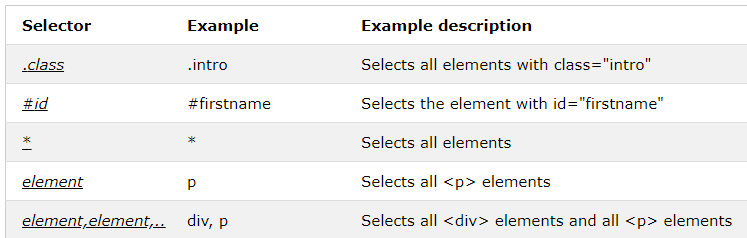 Selector Example Example description
.class .intro Selects all elements with class="intro"
#id #firstname Selects the element with id="firstname"
* * Selects all elements
element p Selects all <p> elements
element,element,.. div, p Selects all <div> elements and all <p> elements